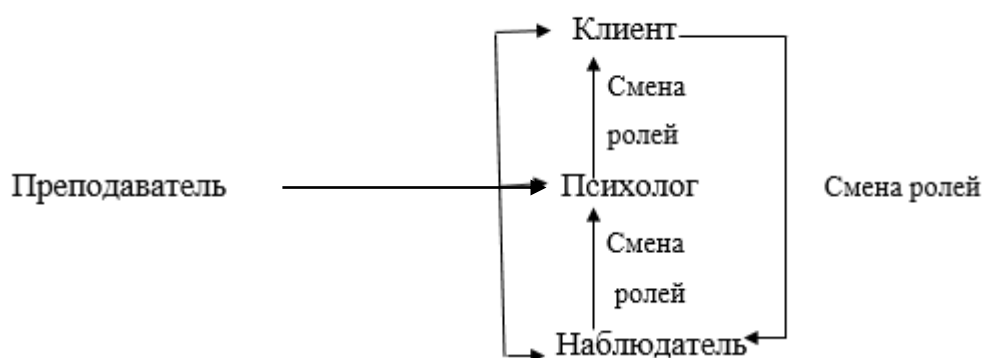 Клиент
Смена
ролей
Преподаватель
Психолог
Смена ролей
Смена
ролей
Наблюдатель